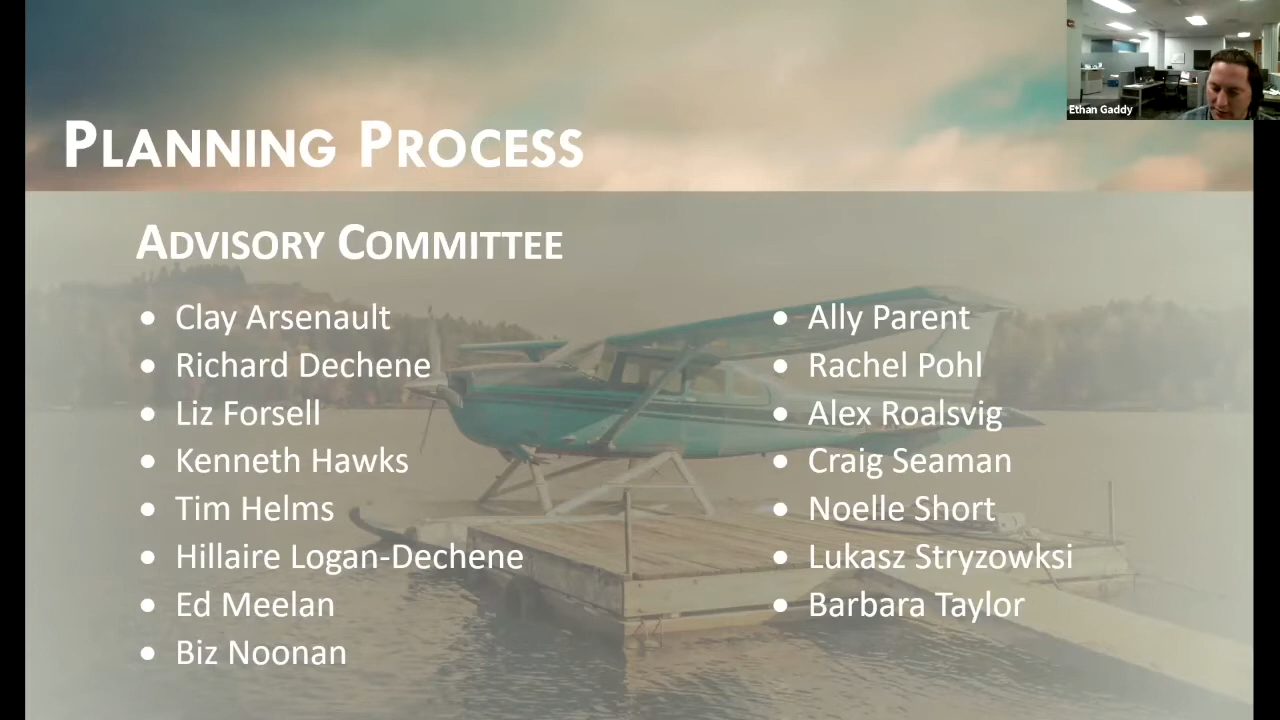 Ethan Gaddy
PLANNING PROCESS
ADVISORY COMMITTEE
• Clay Arsenault
• Richard Dechene
• Liz Forsell
• Kenneth Hawks
• Tim Helms
• Hillaire Logan-Dechene
• Ed Meelan
• Biz Noonan
• Ally Parent
• Rachel Pohl
• Alex Roalsvig
• Craig Seaman
• Noelle Short
• Lukasz Stryzowksi
• Barbara Taylor